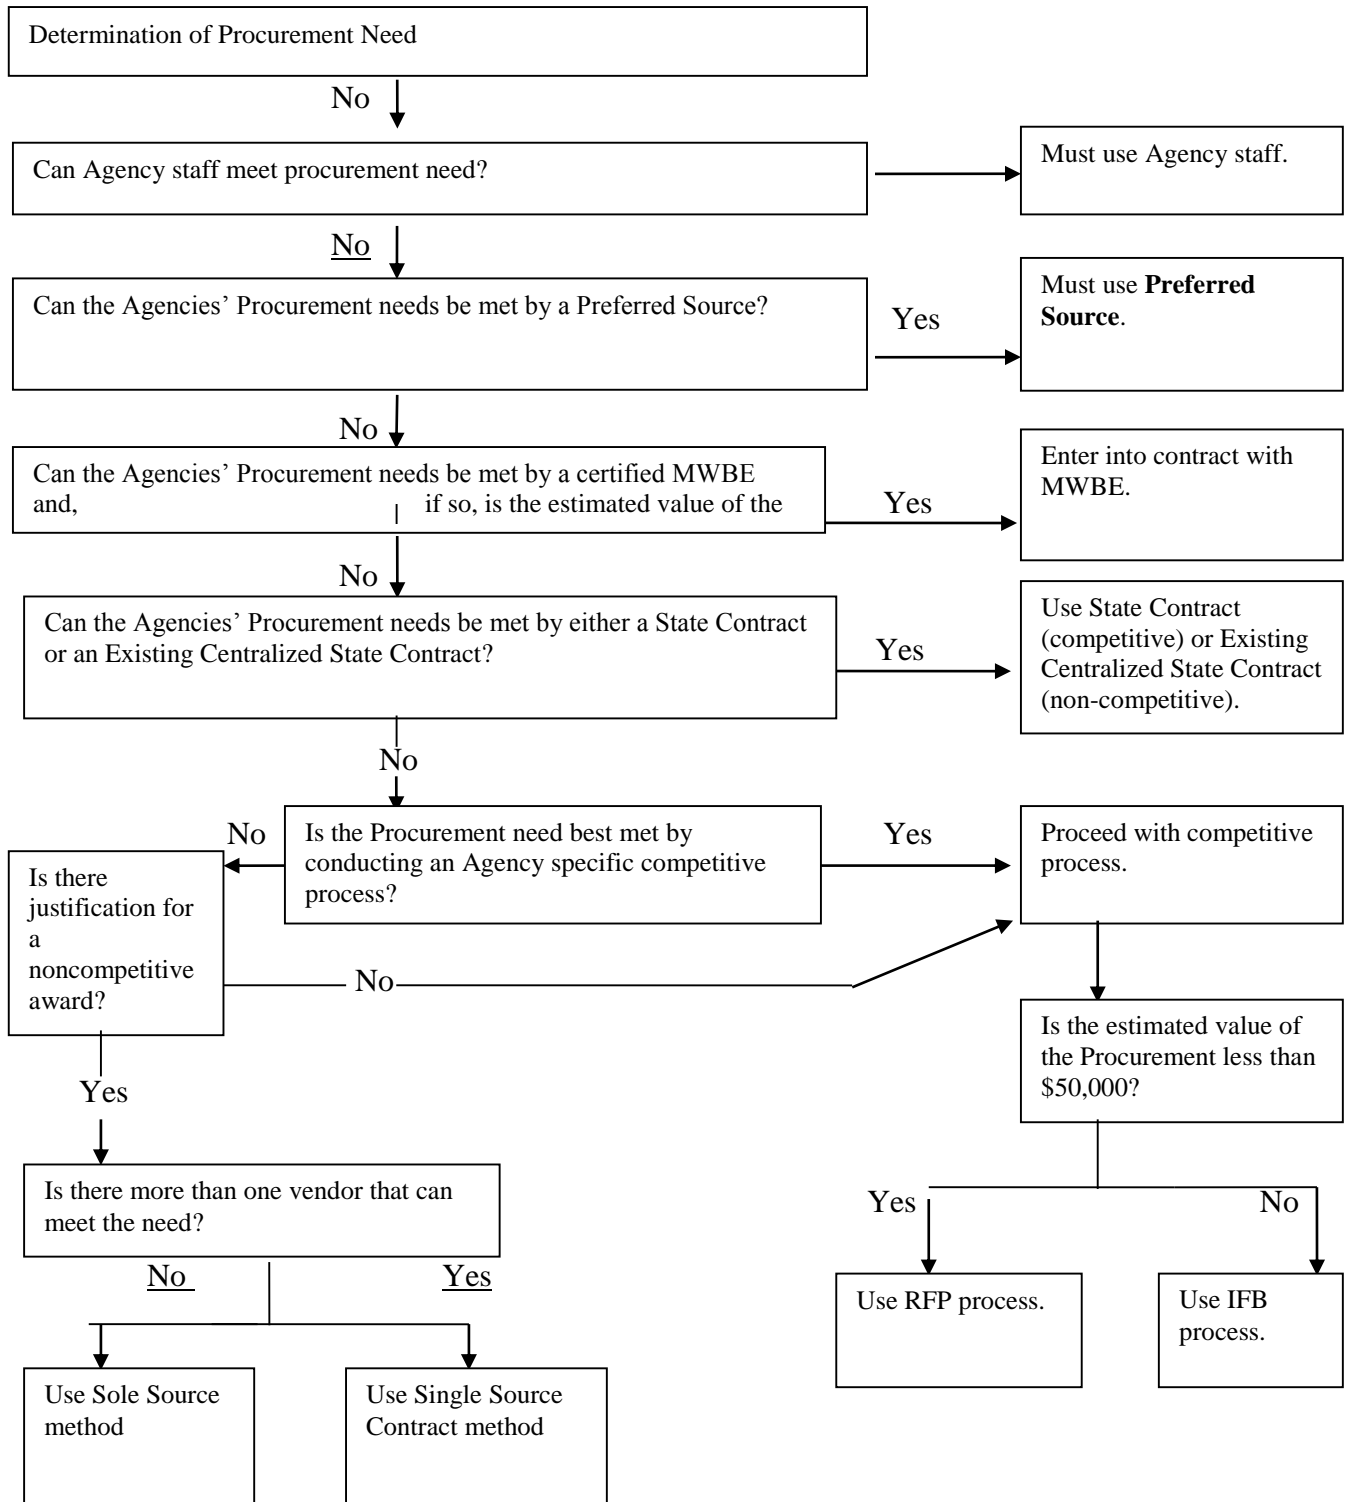 Determination of Procurement Need
No
Can Agency staff meet procurement need?
Must use Agency staff.
No
Can the Agencies’ Procurement needs be met by a Preferred Source?
Yes
Must use Preferred
Source.
No
Can the Agencies’ Procurement needs be met by a certified MWBE
and, if so, is the estimated value of the
Yes
Enter into contract with
MWBE.
No
Can the Agencies’ Procurement needs be met by either a State Contract
or an Existing Centralized State Contract?
Yes
Use State Contract
(competitive) or Existing
Centralized State Contract
(non-competitive).
No
Is the Procurement need best met by
conducting an Agency specific competitive
process?
No
Yes
Proceed with competitive
process.
Is there
justification for
a
noncompetitive
award?
No
Is the estimated value of
the Procurement less than
$50,000?
Yes
Is there more than one vendor that can
meet the need?
Yes
No
No
Yes
Use RFP process.
Use IFB
process.
Use Sole Source
method
Use Single Source
Contract method